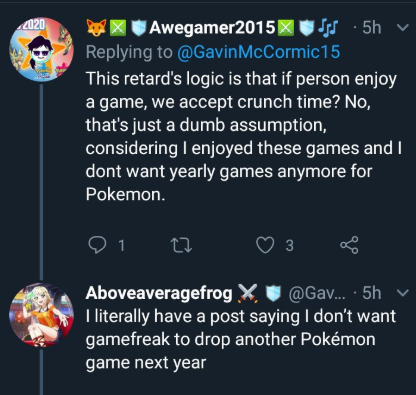 2020
Awegamer2015 · 5h
Replying to @GavinMcCormic15
This retard's logic is that if person enjoy
a game, we accept crunch time? No,
that's just a dumb assumption,
considering I enjoyed these games and I
dont want yearly games anymore for
Pokemon.
1 3
Aboveaveragefrog @Gav... · 5h
I literally have a post saying I don't want
gamefreak to drop another Pokémon
game next year